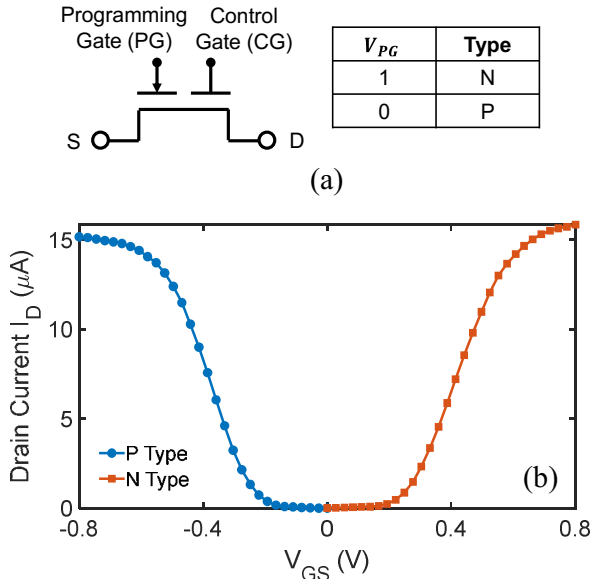 Programming
Gate (PG)
Control
Gate (CG)
S
D
V_PG Type
1 N
0 P
(a)
Drain Current I_D (μA)
15
10
5
0
P Type
N Type
(b)
-0.8 -0.4 0 0.4 0.8
V_GS (V)